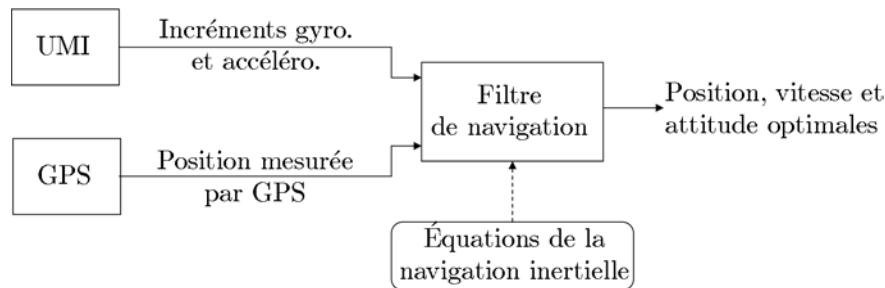 UMI
Incréments gyro.
et accéléro.
GPS
Position mesurée
par GPS
Filtre
de navigation
Position, vitesse et
attitude optimales
Équations de la
navigation inertielle